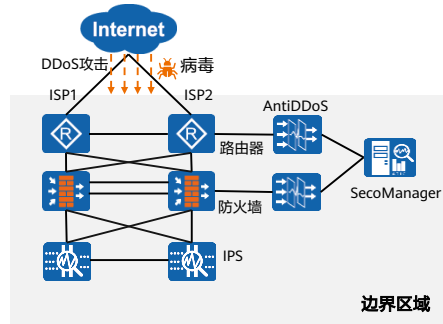 Internet
DDoS攻击
病毒
ISP1
ISP2
AntiDDoS
R
R
路由器
SecoManager
防火墙
IPS
边界区域